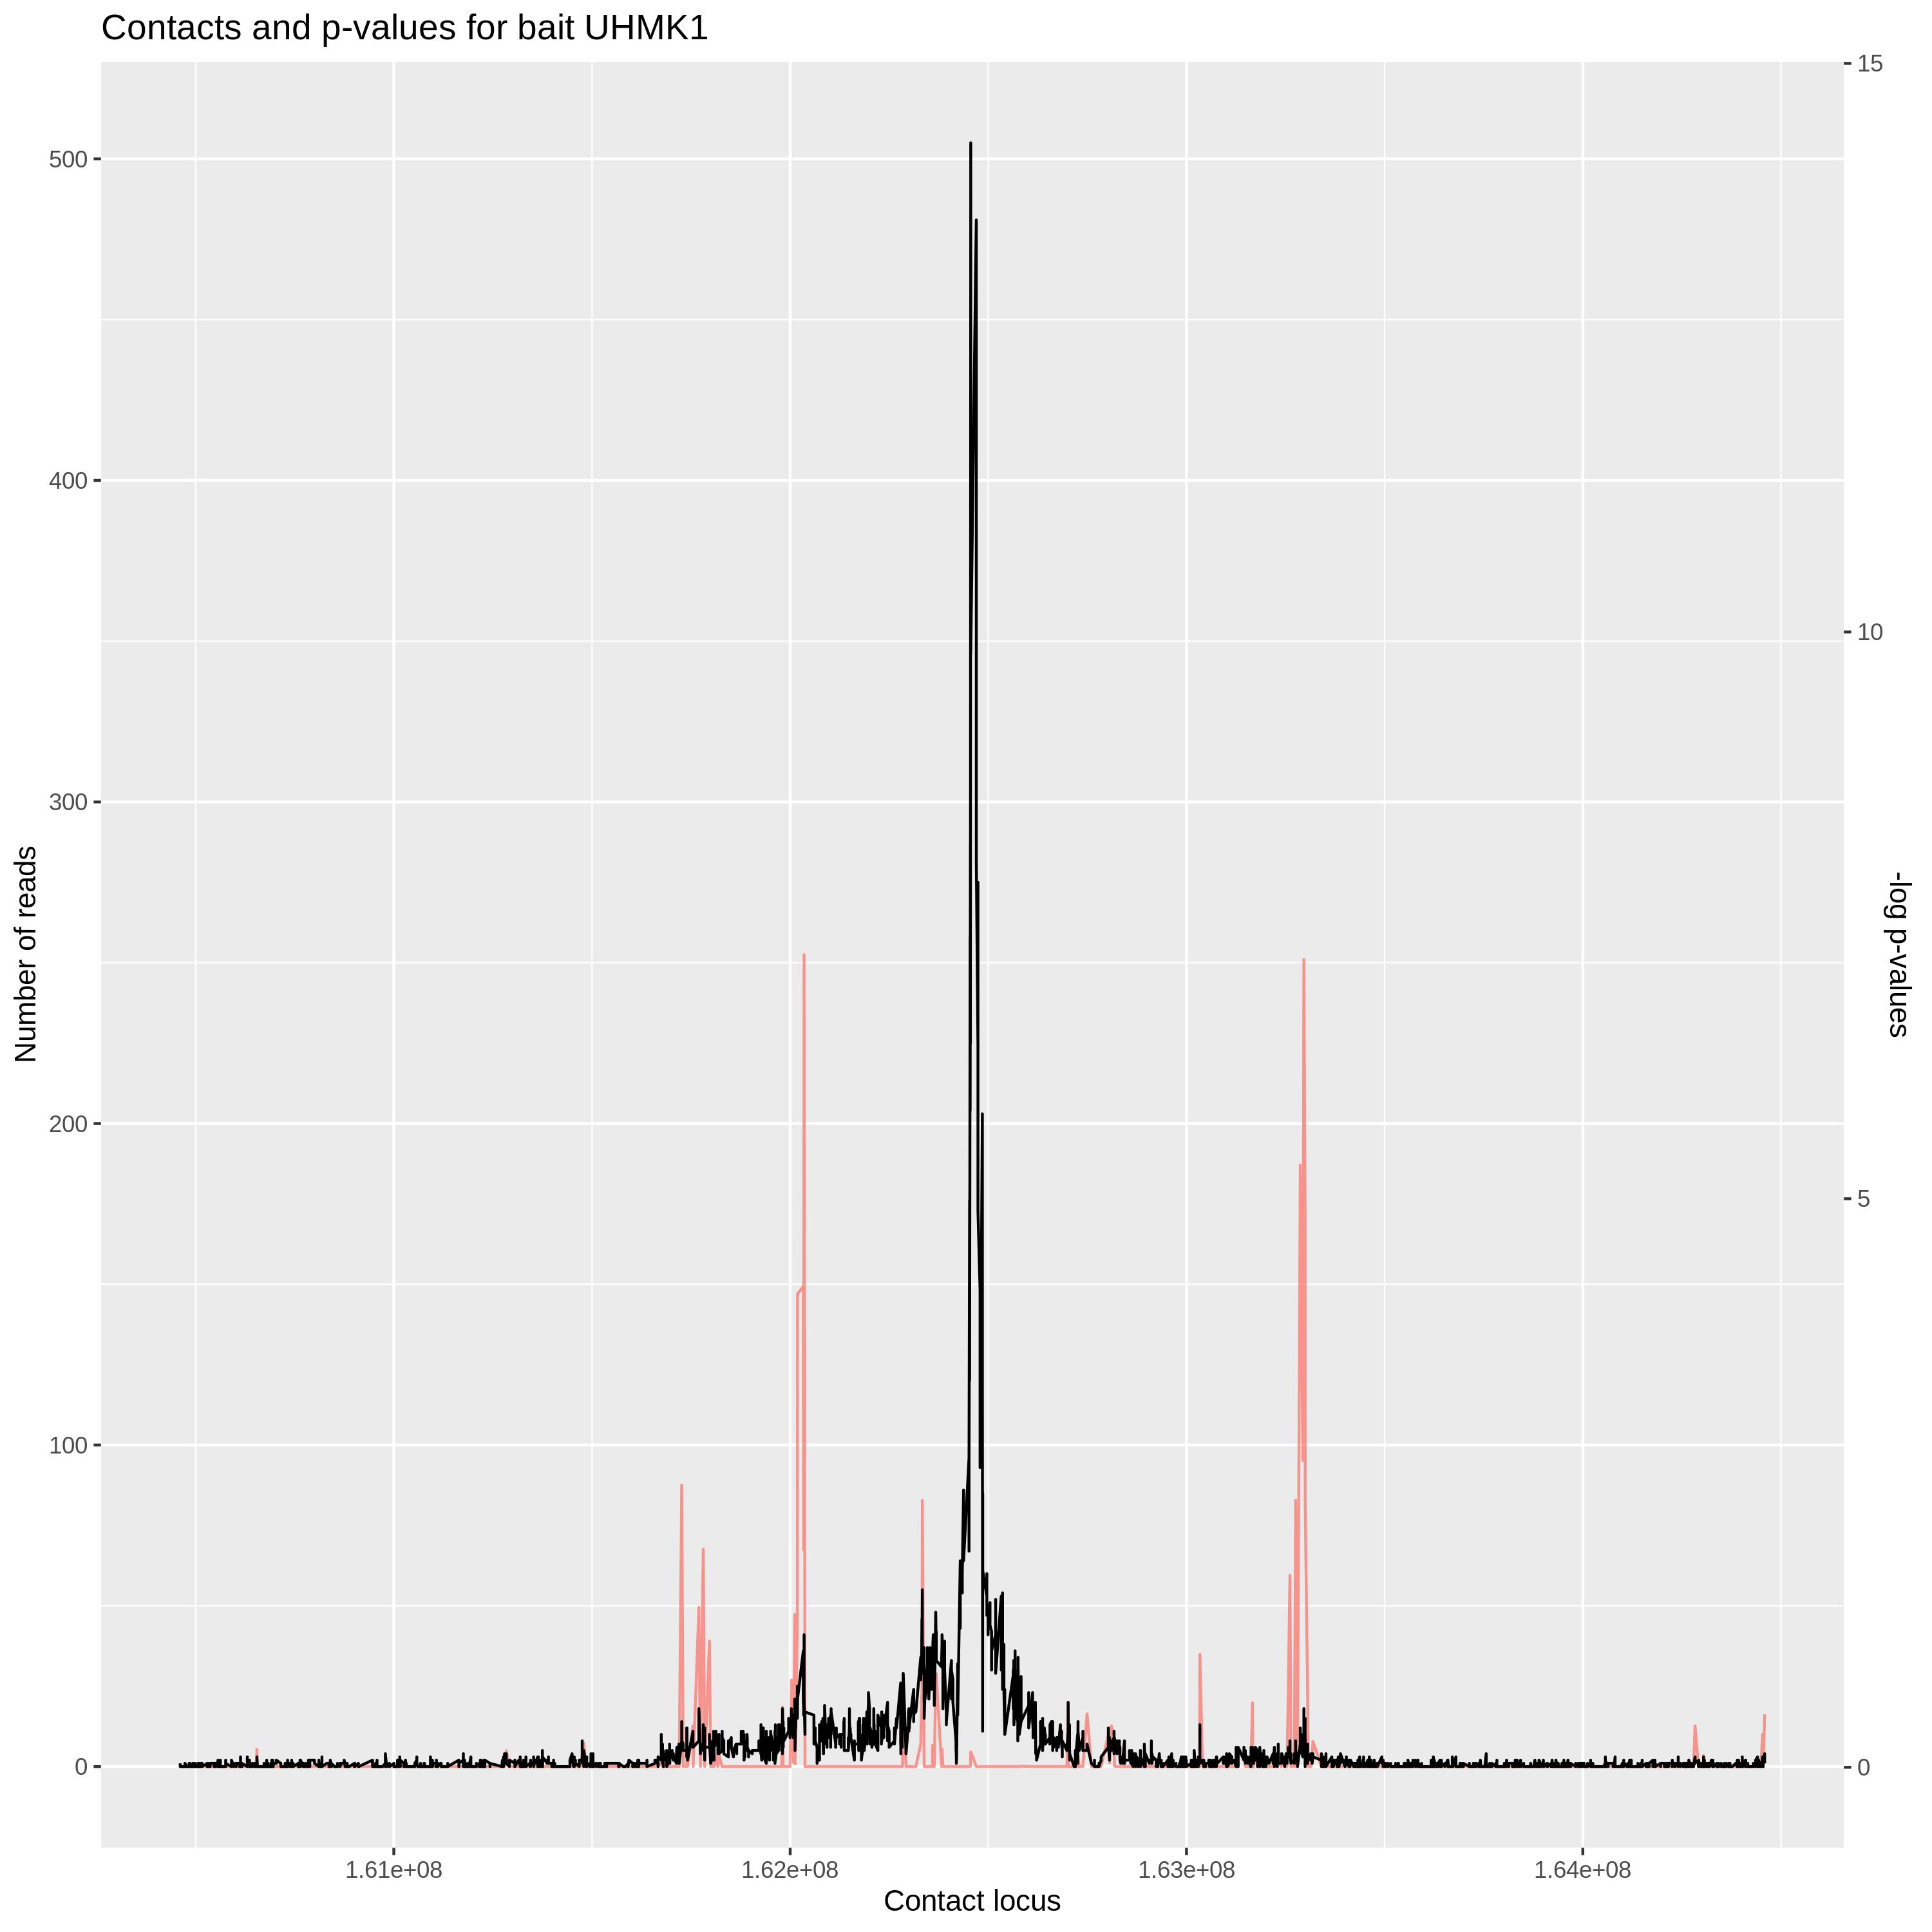 Contacts and p-values for bait UHMK1
15
500
400
10
300
Number of reads
-log p-values
200
5
100
0
0
1.61e+08
1.62e+08
1.63e+08
1.64e+08
Contact locus